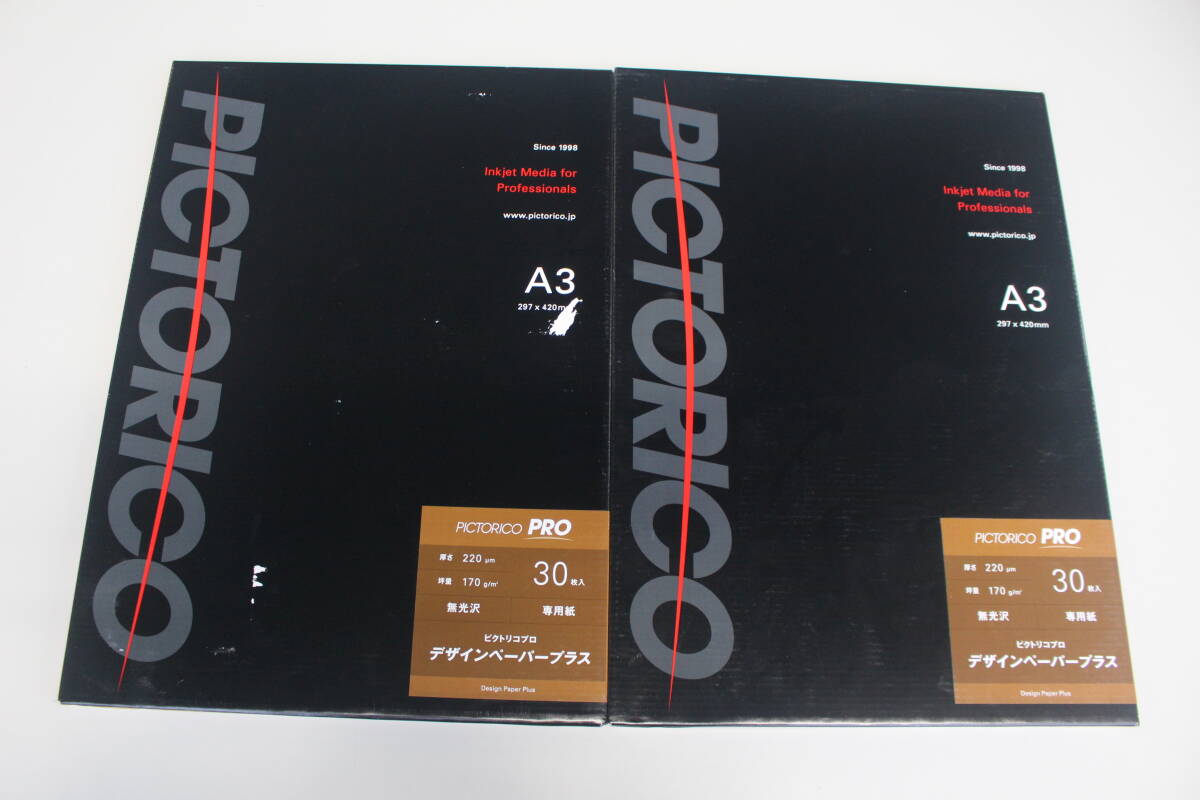 PICTORICO
Since 1998
Inkjet Media for
Professionals
www.pictorico.jp
A3
297 x 420mm
PICTORICO PRO
厚さ 220 μm
坪量 170 g/m²
30枚入
無光沢
専用紙
ピクトリコプロ
デザインペーパープラス
Design Paper Plus
PICTORICO
Since 1998
Inkjet Media for
Professionals
www.pictorico.jp
A3
297 x 420mm
PICTORICO PRO
厚さ 220 μm
坪量 170 g/m²
30枚入
無光沢
専用紙
ピクトリコプロ
デザインペーパープラス
Design Paper Plus